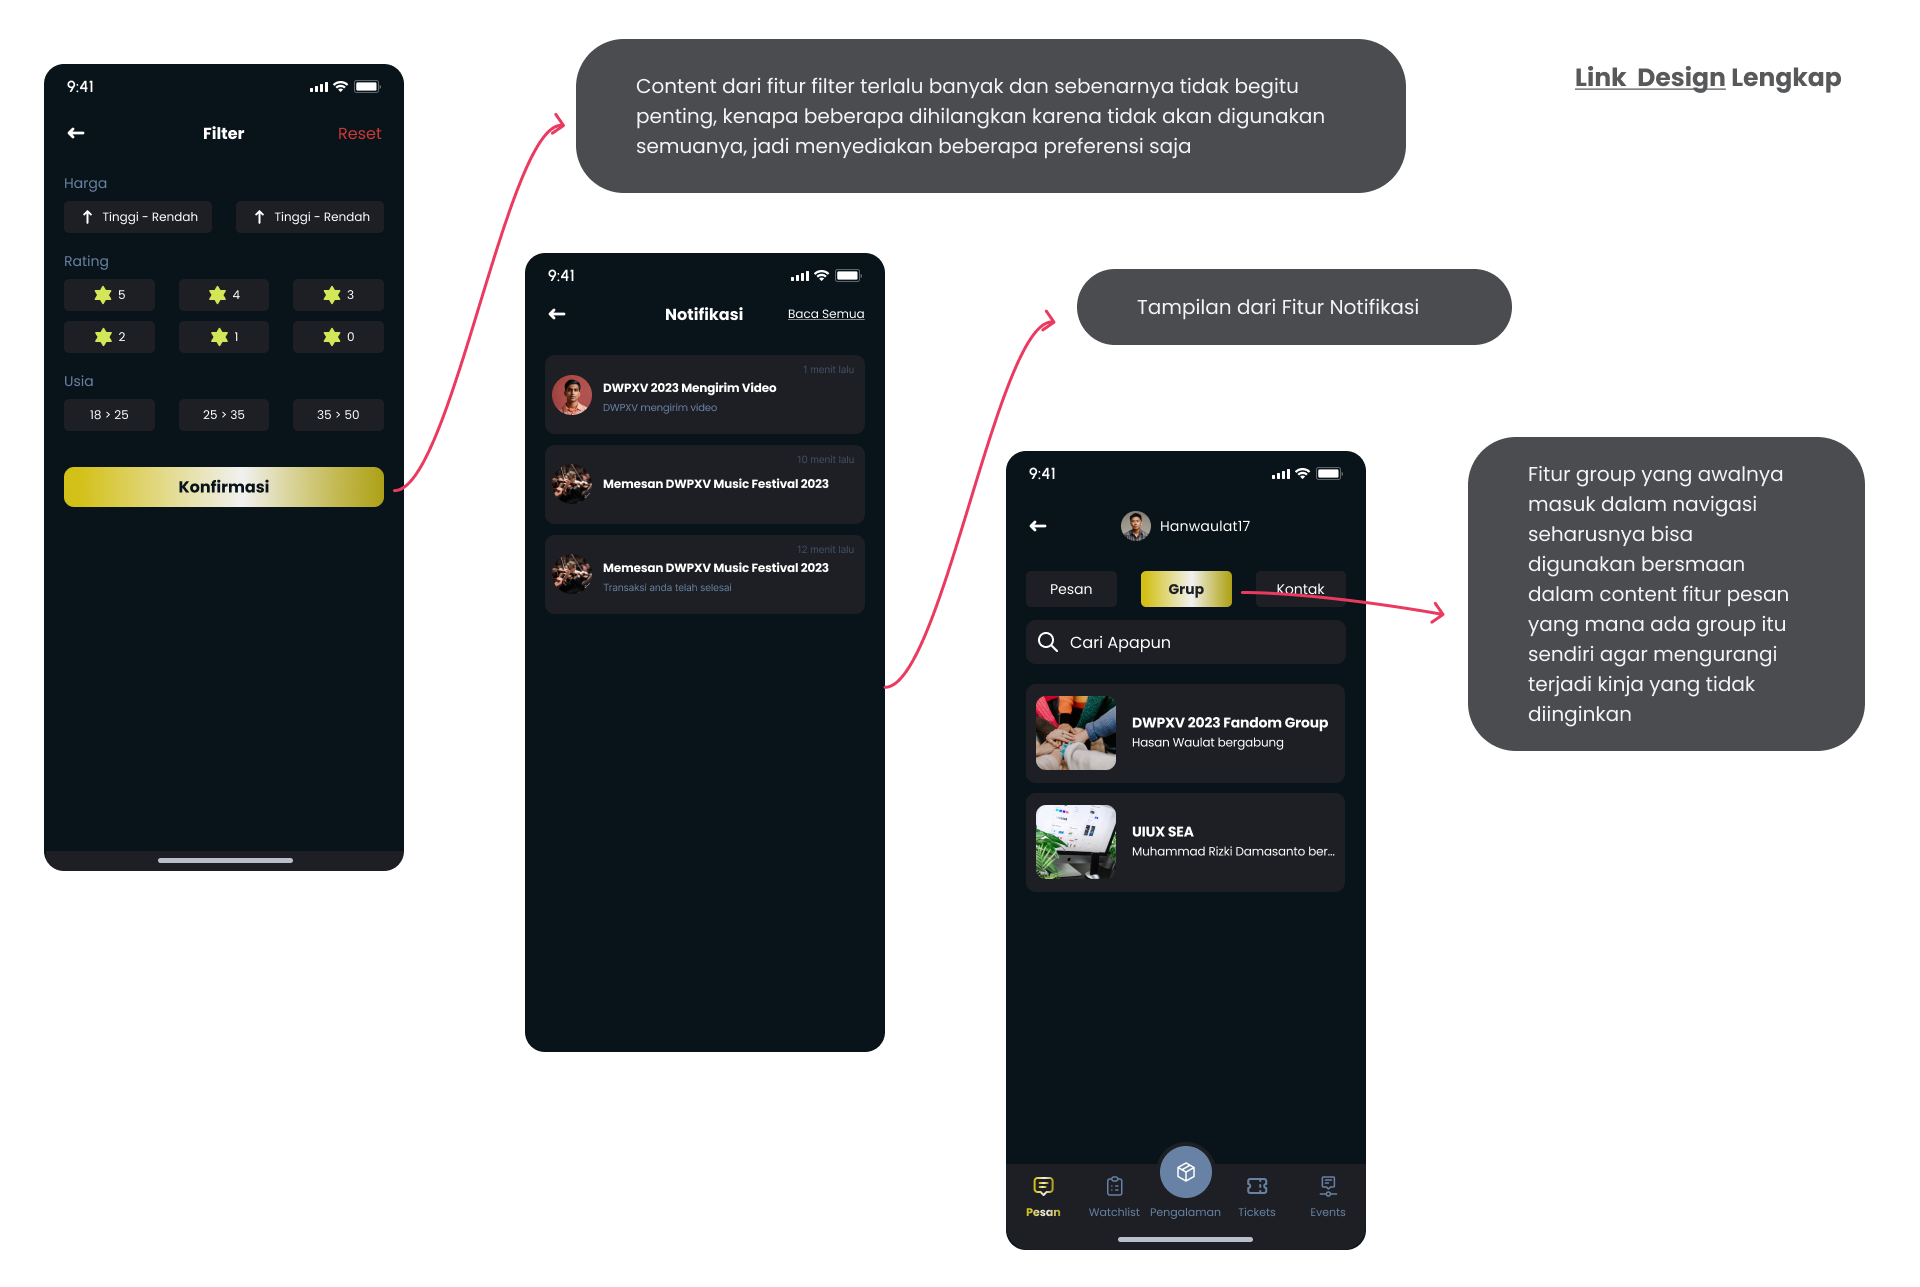 9:41
Filter
Reset
Harga
Tinggi - Rendah
Tinggi - Rendah
Rating
5
4
3
2
1
0
Usia
18 > 25
25 > 35
35 > 50
Konfirmasi
Content dari fitur filter terlalu banyak dan sebenarnya tidak begitu
penting, kenapa beberapa dihilangkan karena tidak akan digunakan
semuanya, jadi menyediakan beberapa preferensi saja
Link  Design Lengkap
9:41
Notifikasi
Baca Semua
1 menit lalu
DWPXV 2023 Mengirim Video
DWPXV mengirim video
10 menit lalu
Memesan DWPXV Music Festival 2023
12 menit lalu
Memesan DWPXV Music Festival 2023
Transaksi anda telah selesai
Tampilan dari Fitur Notifikasi
9:41
Hanwaulat17
Pesan
Grup
Kontak
Cari Apapun
DWPXV 2023 Fandom Group
Hasan Waulat bergabung
UIUX SEA
Muhammad Rizki Damasanto ber...
Pesan
Watchlist
Pengalaman
Tickets
Events
Fitur group yang awalnya
masuk dalam navigasi
seharusnya bisa
digunakan bersmaan
dalam content fitur pesan
yang mana ada group itu
sendiri agar mengurangi
terjadi kinja yang tidak
diinginkan